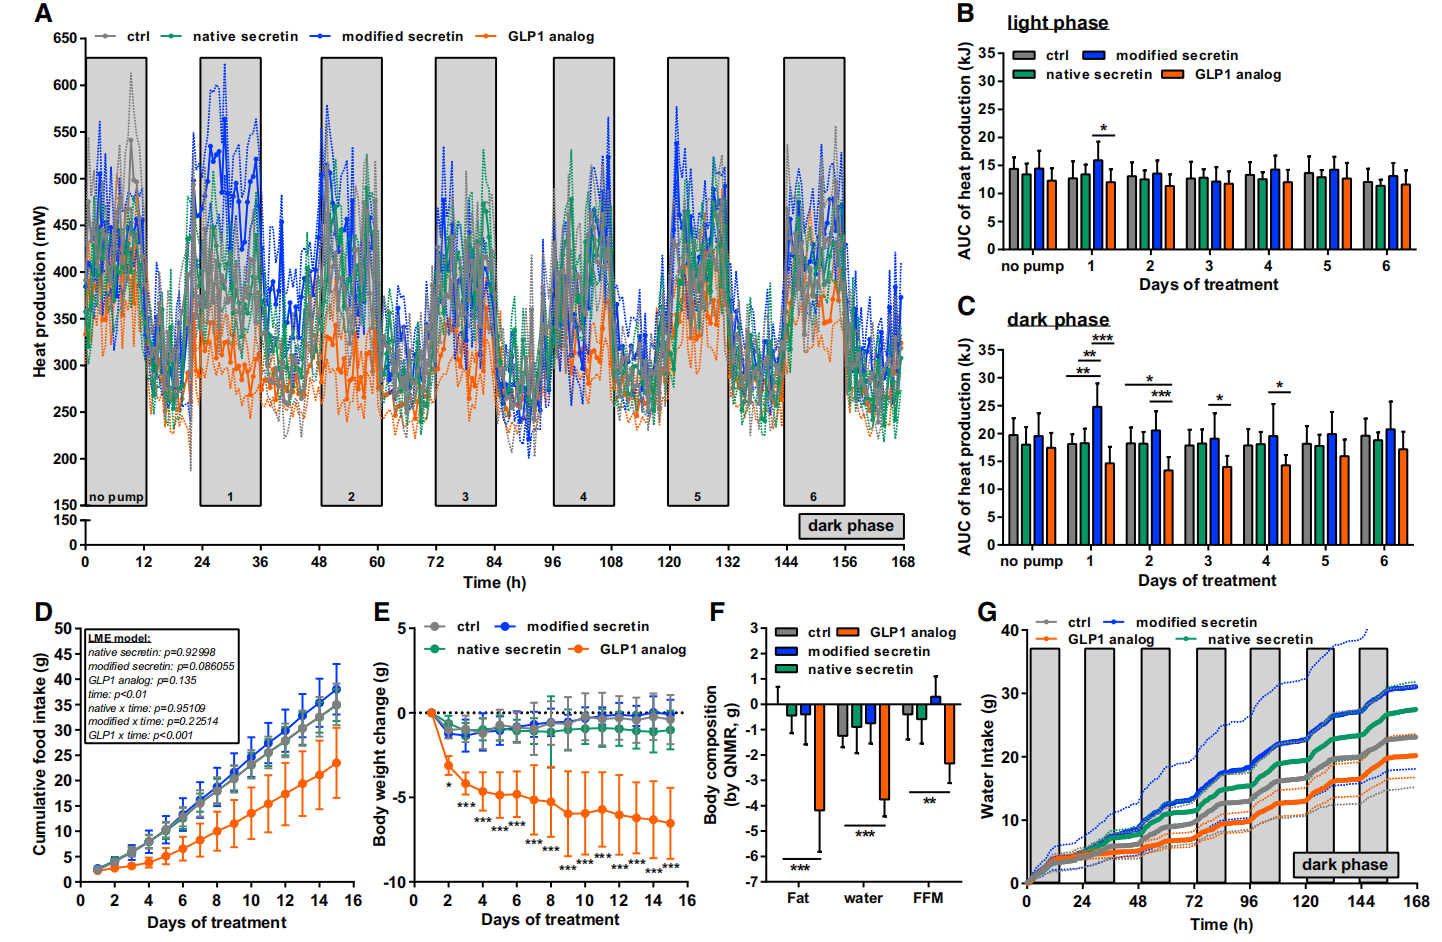 A
ctrl native secretin modified secretin GLP1 analog
650
600
550
500
450
400
350
300
250
200
150
150
0
Heat production (mW)
no pump 1 2 3 4 5 6
dark phase
0 12 24 36 48 60 72 84 96 108 120 132 144 156 168
Time (h)
B
light phase
ctrl modified secretin
native secretin GLP1 analog
35
30
25
20
15
10
5
0
AUC of heat production (kJ)
*
no pump 1 2 3 4 5 6
Days of treatment
C
dark phase
35
30
25
20
15
10
5
0
AUC of heat production (kJ)
***
**
**
*
***
*
*
no pump 1 2 3 4 5 6
Days of treatment
D
50
45
40
35
30
25
20
15
10
5
0
Cumulative food intake (g)
LME model:
native secretin: p=0.92998
modified secretin: p=0.086055
GLP1 analog: p=0.135
time: p<0.01
native x time: p=0.95109
modified x time: p=0.22514
GLP1 x time: p<0.001
0 2 4 6 8 10 12 14 16
Days of treatment
E
ctrl modified secretin
native secretin GLP1 analog
5
0
-5
-10
Body weight change (g)
* *** *** *** *** *** *** *** *** *** *** *** *** ***
0 2 4 6 8 10 12 14 16
Days of treatment
F
ctrl GLP1 analog
modified secretin
native secretin
3
2
1
0
-1
-2
-3
-4
-5
-6
-7
Body composition
(by QNMR, g)
***
***
**
Fat water FFM
G
ctrl modified secretin
GLP1 analog native secretin
40
30
20
10
0
Water Intake (g)
dark phase
0 24 48 72 96 120 144 168
Time (h)